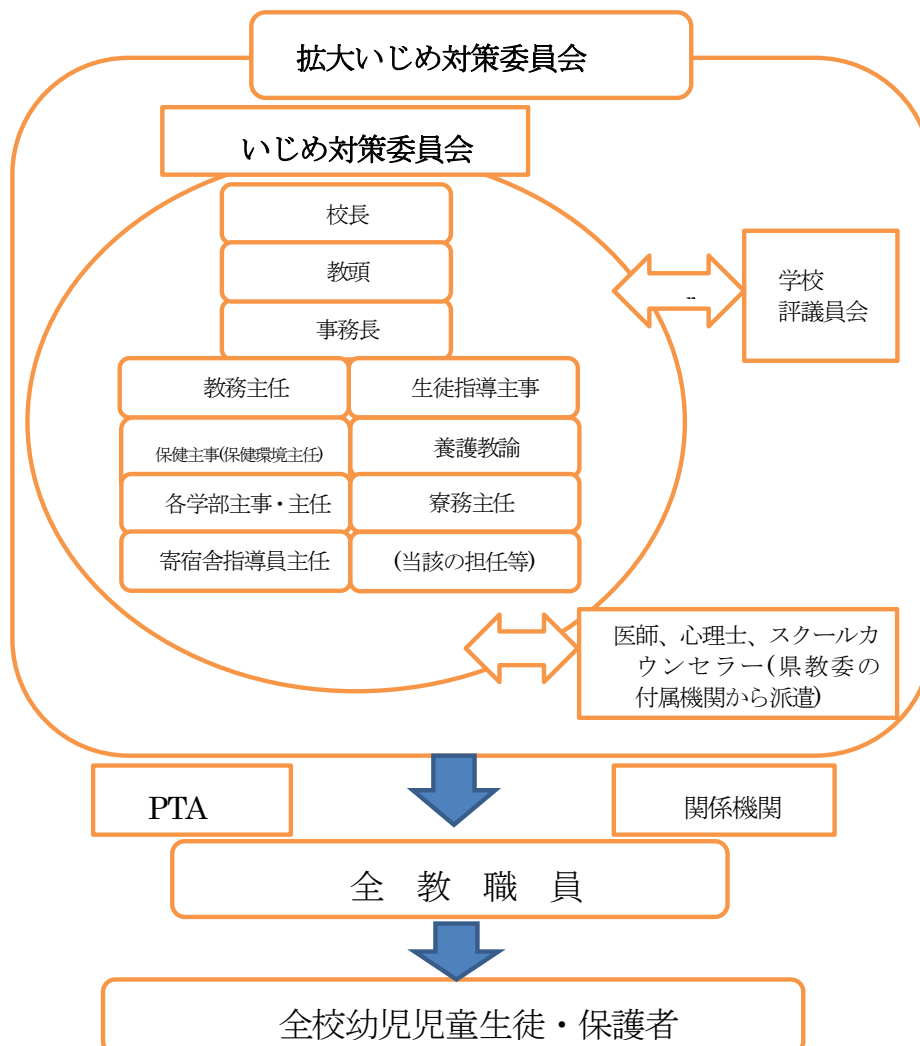 拡大いじめ対策委員会
いじめ対策委員会
校長
教頭
事務長
教務主任
生徒指導主事
保健主事(保健環境主任)
養護教諭
各学部主事・主任
寮務主任
寄宿舎指導員主任
(当該の担任等)
学校
評議員会
医師、心理士、スクールカ
ウンセラー(県教委の
付属機関から派遣)
PTA
関係機関
全 教 職 員
全校幼児児童生徒・保護者